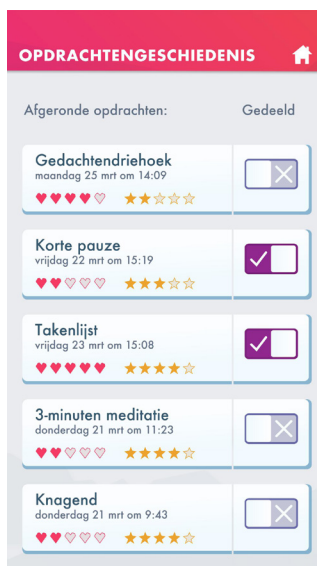 OPDRACHTENGESCHIEDENIS
Afgeronde opdrachten: Gedeeld
Gedachtendriehoek
maandag 25 mrt om 14:09
Korte pauze
vrijdag 22 mrt om 15:19
Takenlijst
vrijdag 23 mrt om 15:08
3-minuten meditatie
donderdag 21 mrt om 11:23
Knagend
donderdag 21 mrt om 9:43